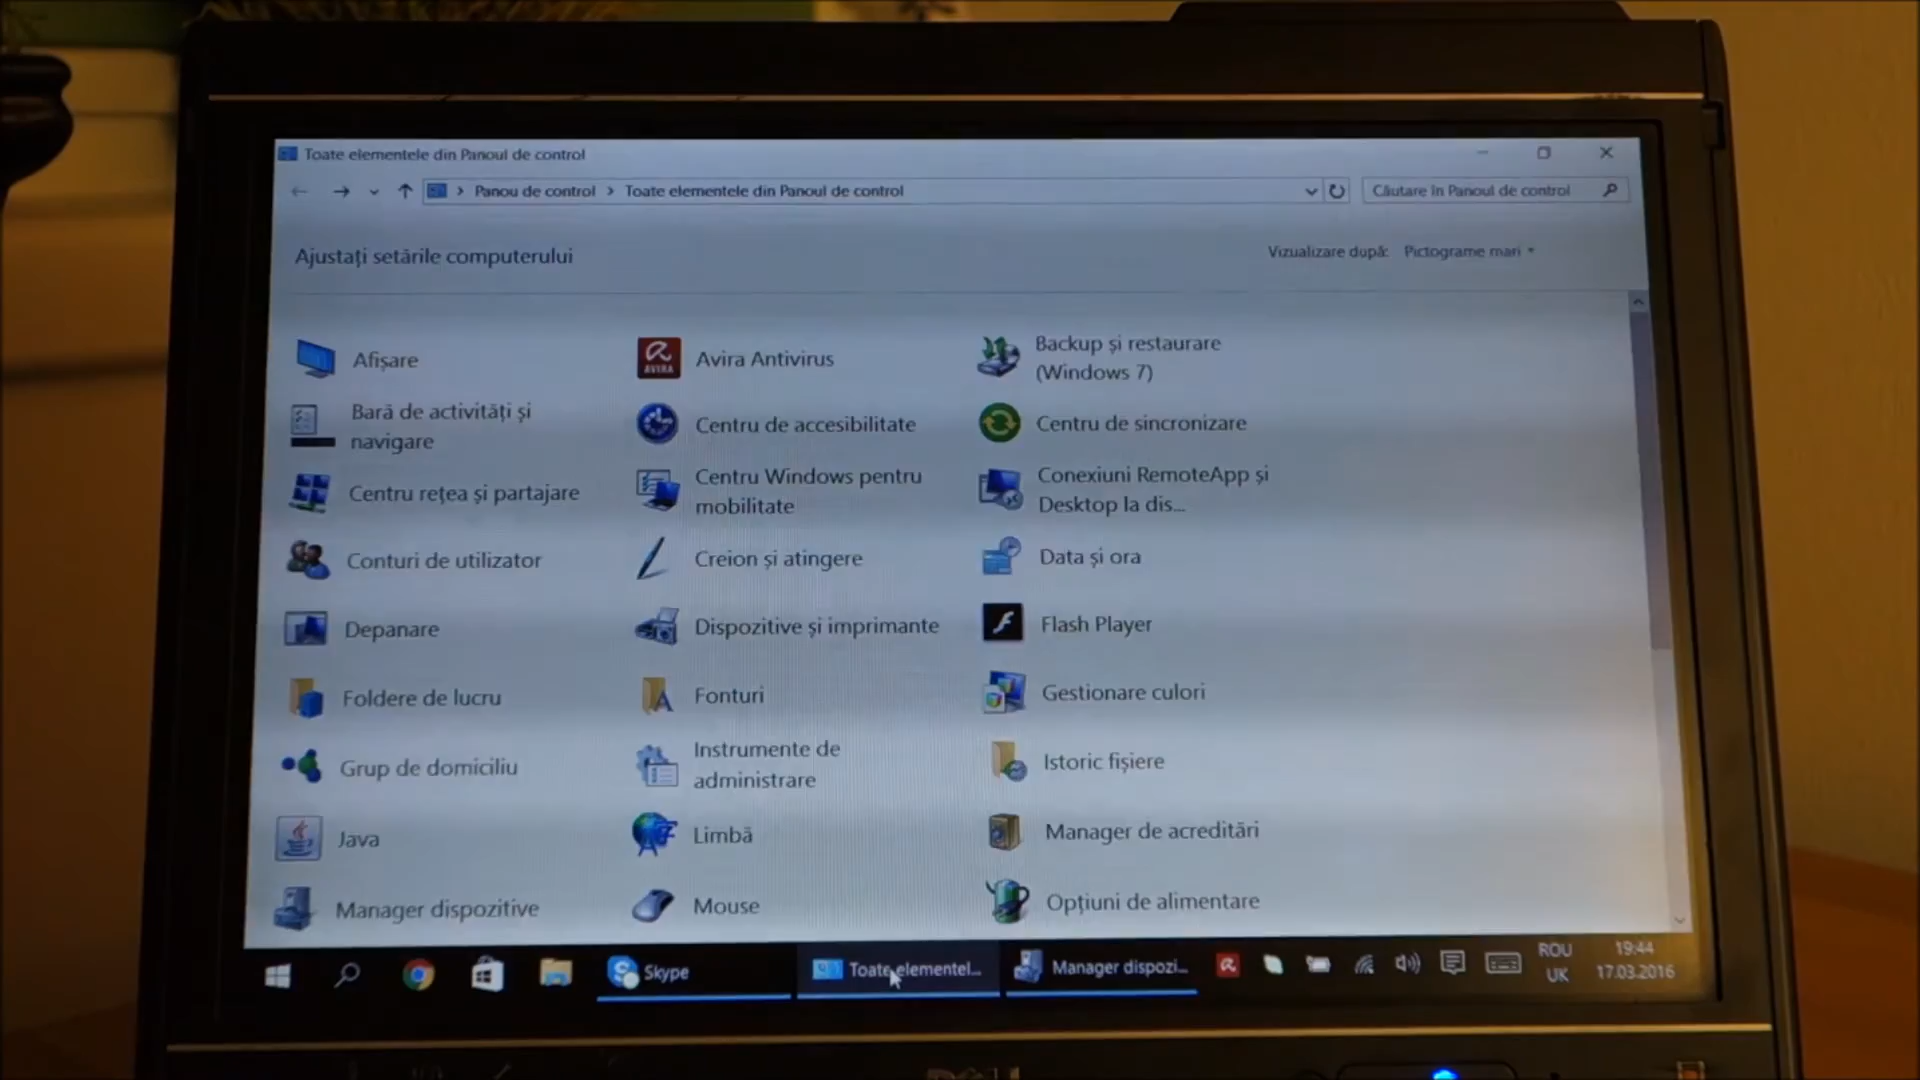 Toate elementele din Panoul de control
Panou de control > Toate elementele din Panoul de control
Căutare în Panoul de control
Ajustați setările computerului
Vizualizare după: Pictograme mari
Afișare
Avira Antivirus
AVIRA
Backup și restaurare
(Windows 7)
Bară de activități și
navigare
Centru de accesibilitate
Centru de sincronizare
Centru rețea și partajare
Centru Windows pentru
mobilitate
Conexiuni RemoteApp și
Desktop la dis...
Conturi de utilizator
Creion și atingere
Data și ora
Depanare
Dispozitive și imprimante
Flash Player
Foldere de lucru
Fonturi
Gestionare culori
Grup de domiciliu
Instrumente de
administrare
Istoric fișiere
Java
Limbă
Manager de acreditări
Manager dispozitive
Mouse
Opțiuni de alimentare
Skype
Toate elementel...
Manager dispozi...
ROU
UK
19:44
17.03.2016